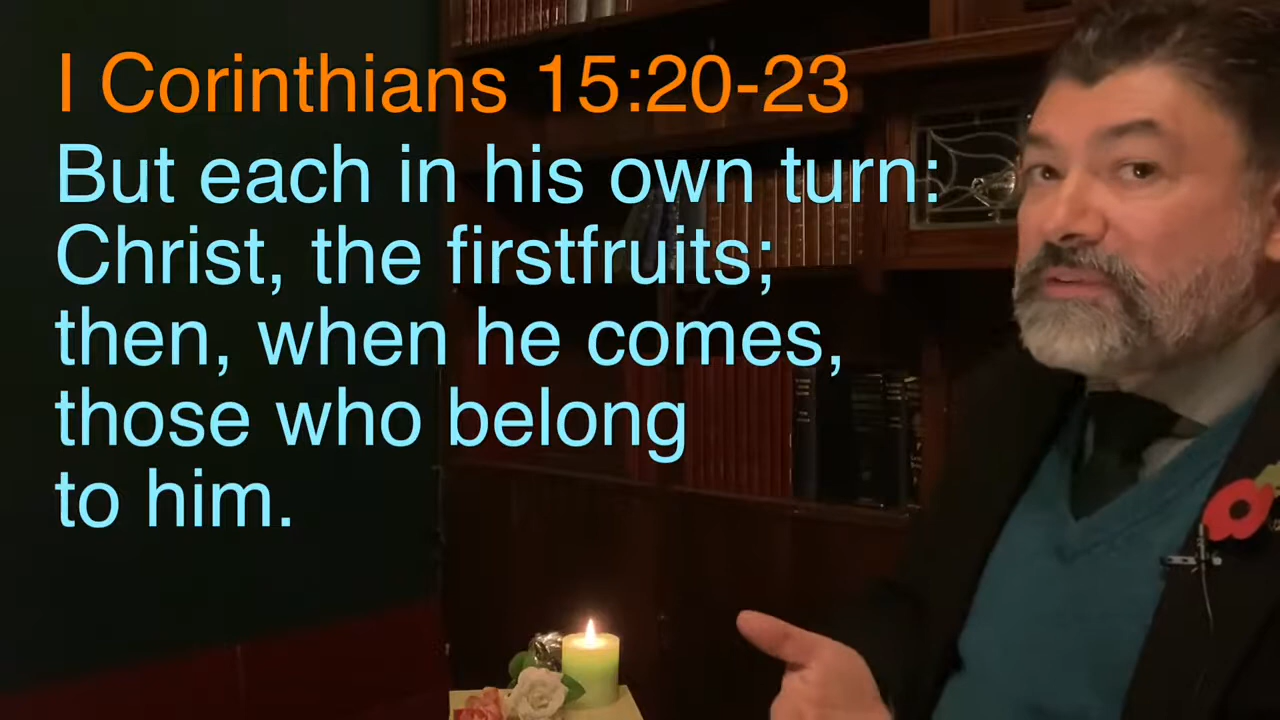 I Corinthians 15:20-23
But each in his own turn:
Christ, the firstfruits;
then, when he comes,
those who belong
to him.